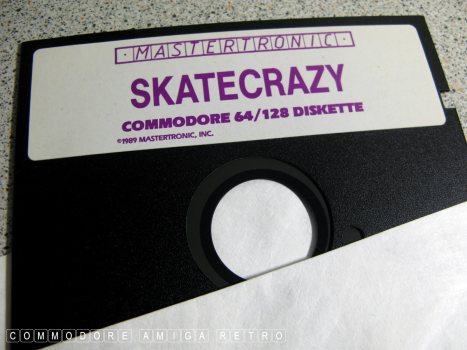 ·MASTERTRONIC·
SKATECRAZY
COMMODORE 64/128 DISKETTE
©1989 MASTERTRONIC, INC.
COMMODORE AMIGA RETRO